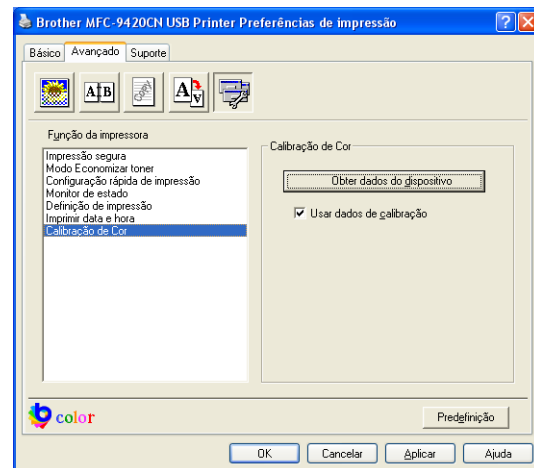 Brother MFC-9420CN USB Printer Preferências de impressão
Básico Avançado Suporte
A B
A A
Função da impressora
Impressão segura
Modo Economizar toner
Configuração rápida de impressão
Monitor de estado
Definição de impressão
Imprimir data e hora
Calibração de Cor
Calibração de Cor
Obter dados do dispositivo
Usar dados de calibração
color
Predefinição
OK Cancelar Aplicar Ajuda